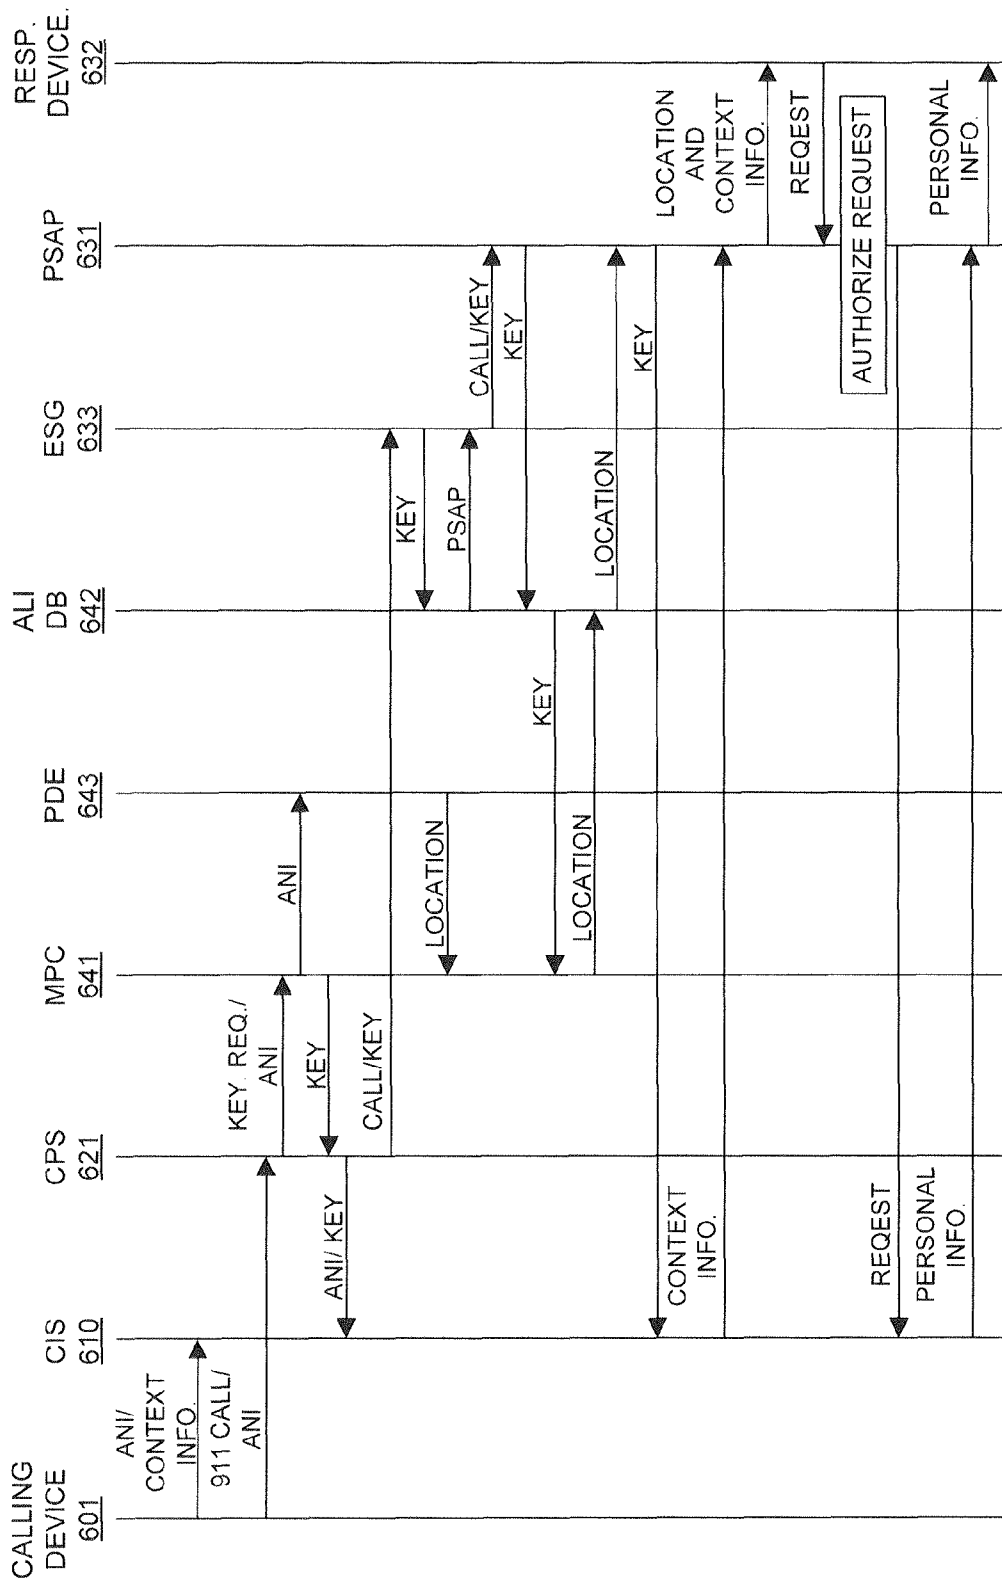 CALLING
DEVICE
601
CIS
610
CPS
621
MPC
641
PDE
643
ALI
DB
642
ESG
633
PSAP
631
RESP.
DEVICE.
632
ANI/
CONTEXT
INFO.
911 CALL/
ANI
KEY. REQ./
ANI
ANI
KEY
ANI/ KEY
CALL/KEY
KEY
LOCATION
PSAP
CALL/KEY
KEY
KEY
LOCATION
LOCATION
KEY
CONTEXT
INFO.
LOCATION
AND
CONTEXT
INFO.
REQEST
AUTHORIZE REQUEST
REQEST
PERSONAL
INFO.
PERSONAL
INFO.